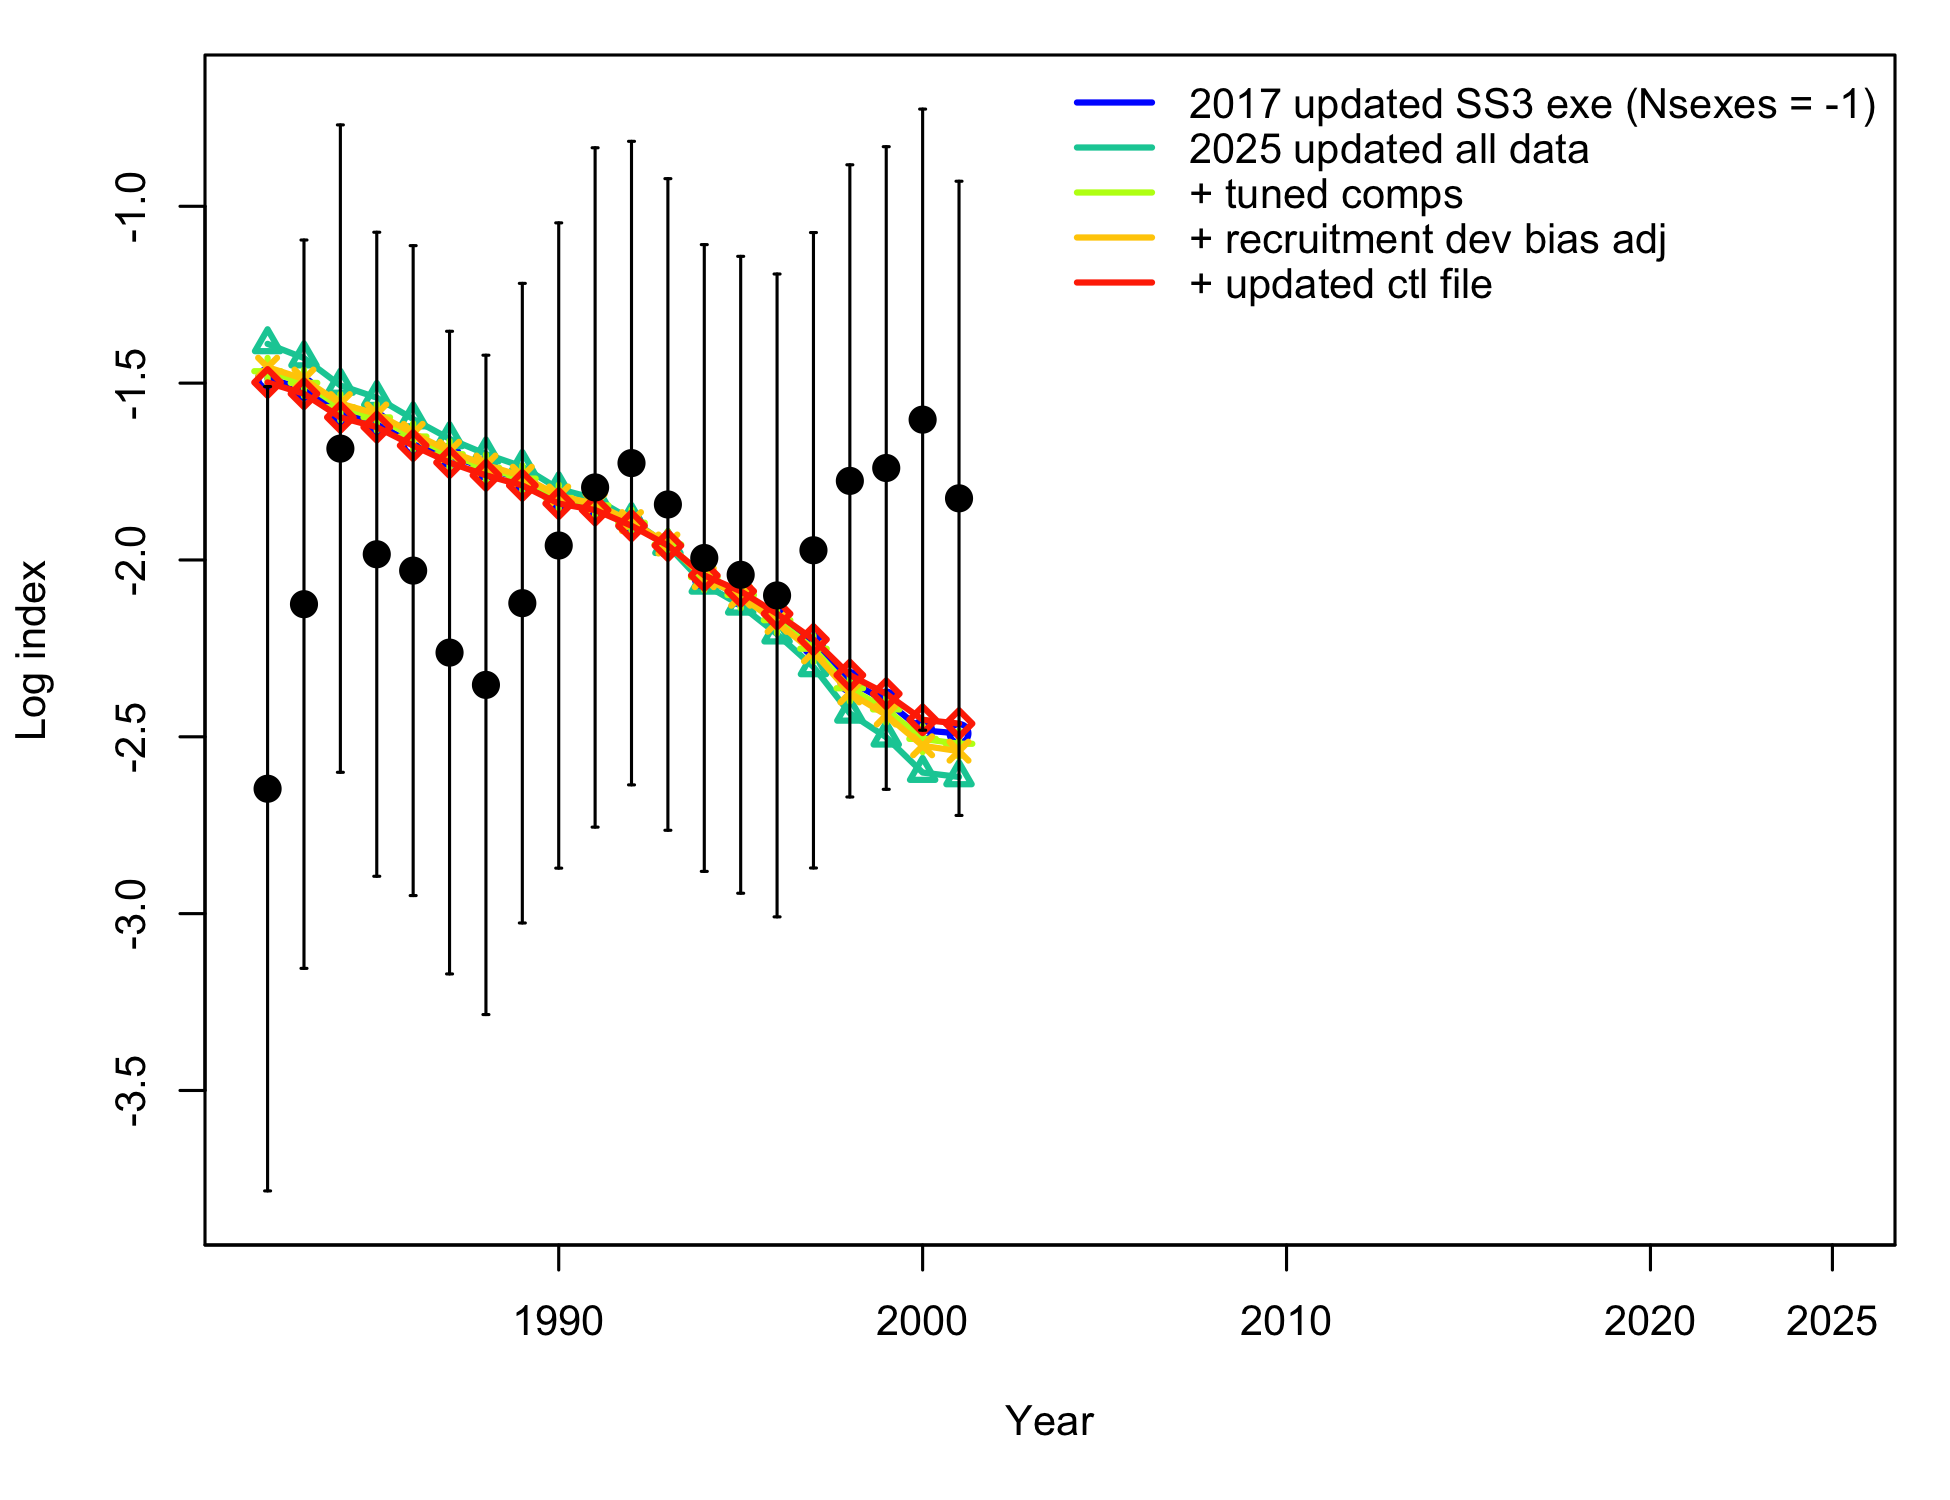 2017 updated SS3 exe (Nsexes = -1)
2025 updated all data
+ tuned comps
+ recruitment dev bias adj
+ updated ctl file
Log index
-1.0
-1.5
-2.0
-2.5
-3.0
-3.5
1990 2000 2010 2020 2025
Year